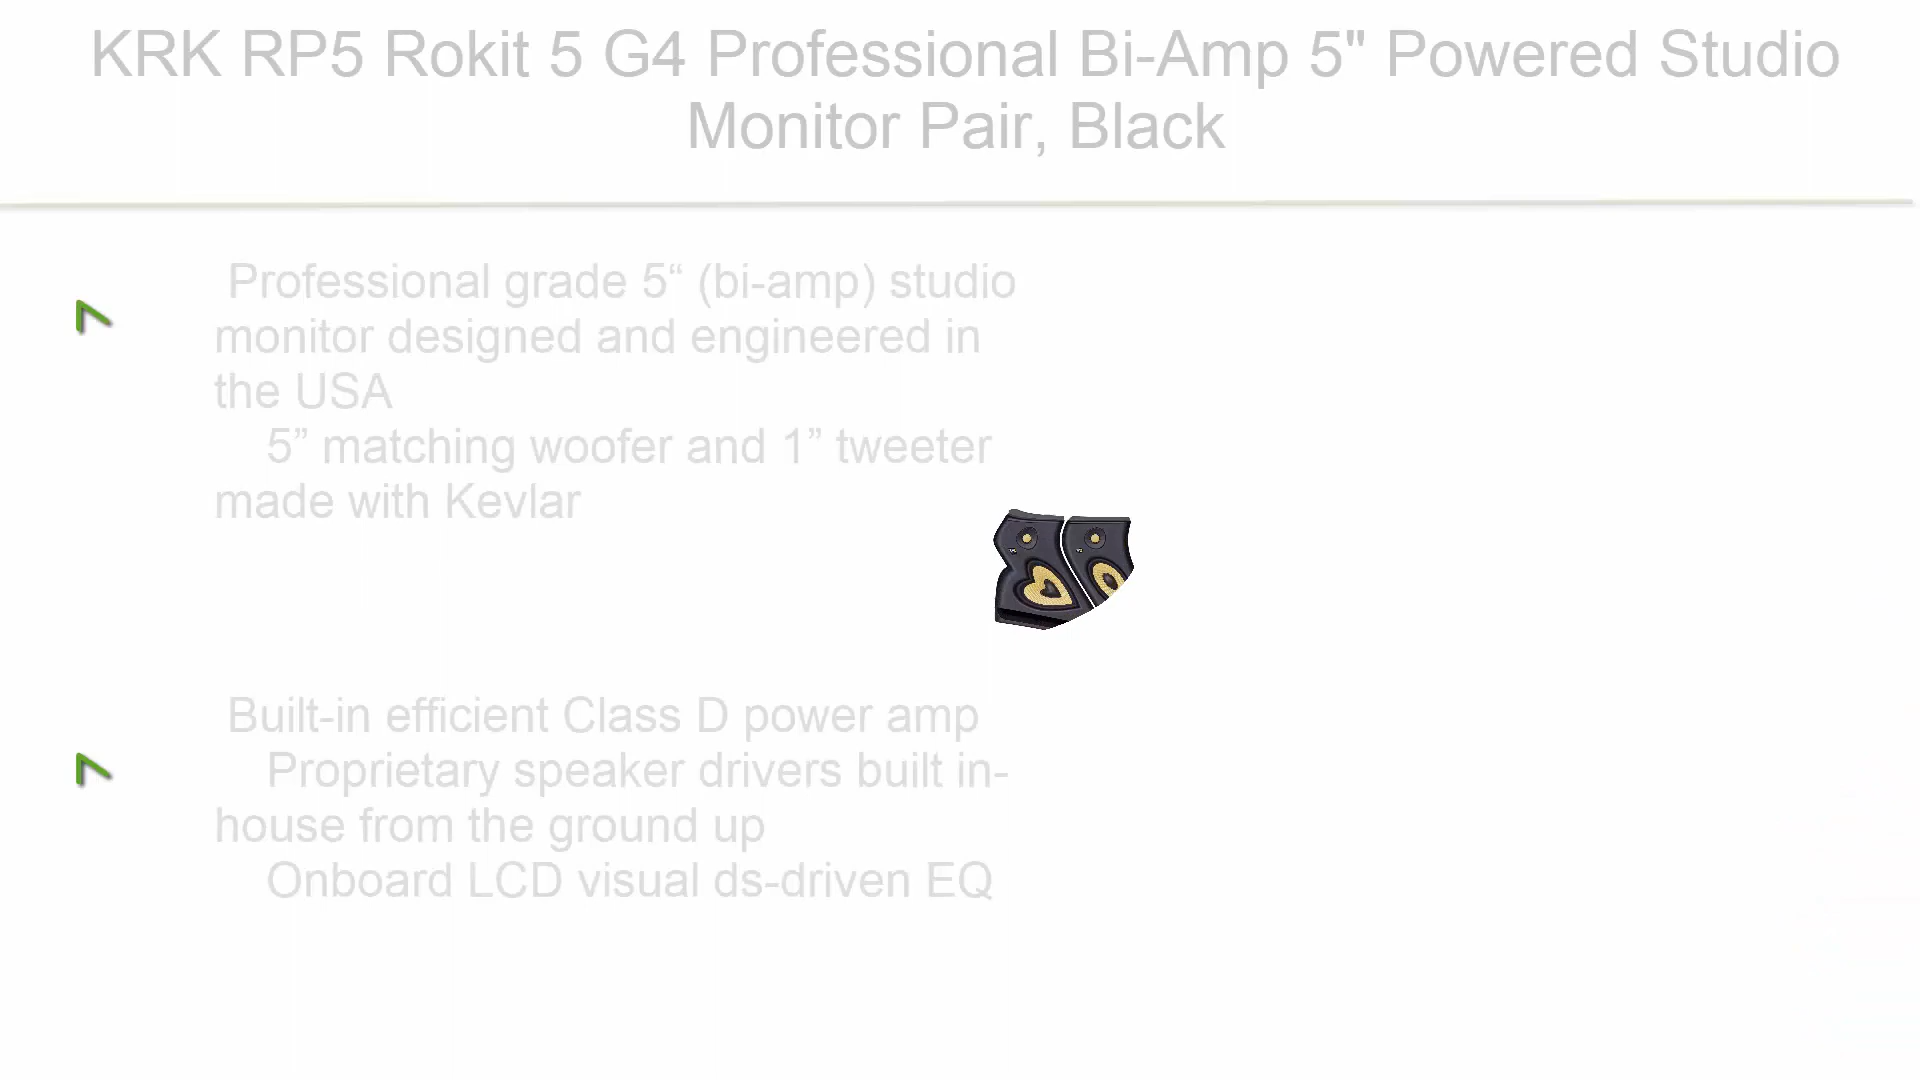 KRK RP5 Rokit 5 G4 Professional Bi-Amp 5" Powered Studio
Monitor Pair, Black
Professional grade 5“ (bi-amp) studio
monitor designed and engineered in
the USA
5” matching woofer and 1” tweeter
made with Kevlar
Built-in efficient Class D power amp
Proprietary speaker drivers built in-
house from the ground up
Onboard LCD visual ds-driven EQ